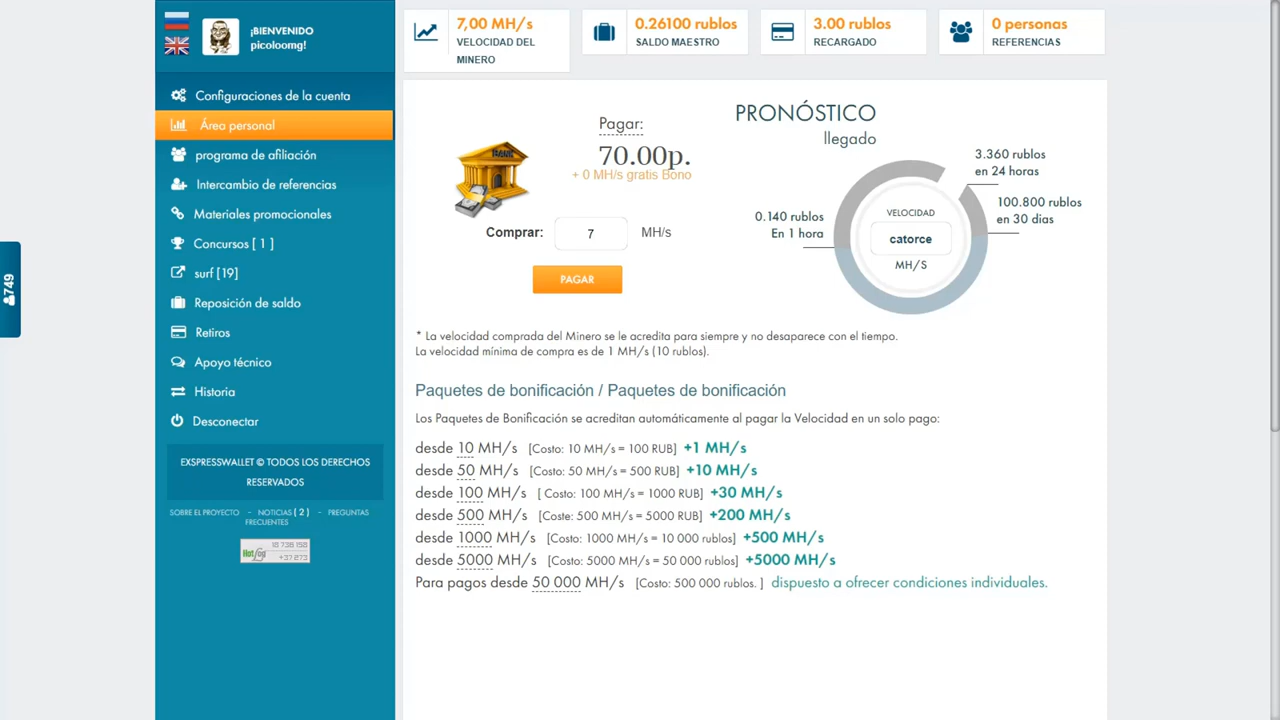 ¡BIENVENIDO
picoloomg!
Configuraciones de la cuenta
Área personal
programa de afiliación
Intercambio de referencias
Materiales promocionales
Concursos [ 1 ]
surf [19]
Reposición de saldo
Retiros
Apoyo técnico
Historia
Desconectar
EXSPRESSWALLET © TODOS LOS DERECHOS
RESERVADOS
SOBRE EL PROYECTO - NOTICIAS ( 2 ) - PREGUNTAS
FRECUENTES
HotLog
749
7,00 MH/s
VELOCIDAD DEL
MINERO
0.26100 rublos
SALDO MAESTRO
3.00 rublos
RECARGADO
0 personas
REFERENCIAS
Pagar:
70.00p.
+ 0 MH/s gratis Bono
Comprar:
7
MH/s
PAGAR
PRONÓSTICO
llegado
3.360 rublos
en 24 horas
100.800 rublos
en 30 dias
0.140 rublos
En 1 hora
VELOCIDAD
catorce
MH/S
* La velocidad comprada del Minero se le acredita para siempre y no desaparece con el tiempo.
La velocidad mínima de compra es de 1 MH/s (10 rublos).
Paquetes de bonificación / Paquetes de bonificación
Los Paquetes de Bonificación se acreditan automáticamente al pagar la Velocidad en un solo pago:
desde 10 MH/s [Costo: 10 MH/s = 100 RUB] +1 MH/s
desde 50 MH/s [Costo: 50 MH/s = 500 RUB] +10 MH/s
desde 100 MH/s [ Costo: 100 MH/s = 1000 RUB] +30 MH/s
desde 500 MH/s [Coste: 500 MH/s = 5000 RUB] +200 MH/s
desde 1000 MH/s [Costo: 1000 MH/s = 10 000 rublos] +500 MH/s
desde 5000 MH/s [Costo: 5000 MH/s = 50 000 rublos] +5000 MH/s
Para pagos desde 50 000 MH/s [Costo: 500 000 rublos. ] dispuesto a ofrecer condiciones individuales.